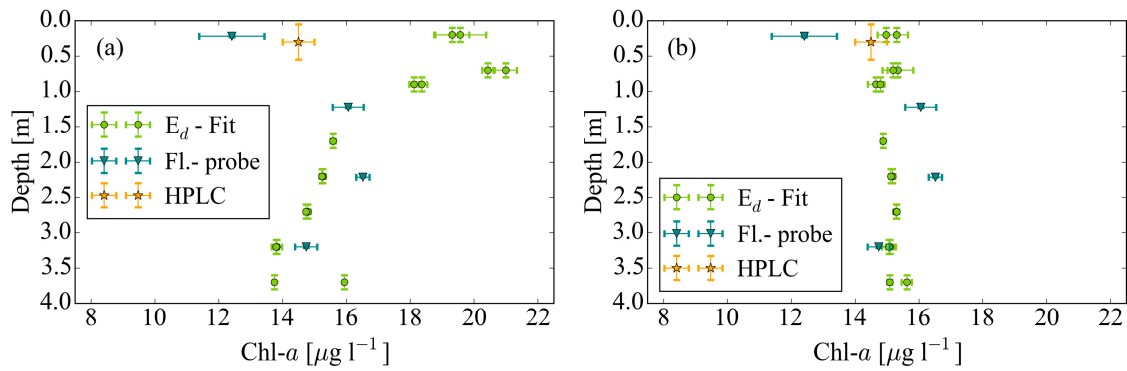 0.0
0.5
1.0
1.5
2.0
2.5
3.0
3.5
4.0
Depth [m]
(a)
E_d - Fit
Fl.- probe
HPLC
8 10 12 14 16 18 20 22
Chl-a [μg l⁻¹]
0.0
0.5
1.0
1.5
2.0
2.5
3.0
3.5
4.0
Depth [m]
(b)
E_d - Fit
Fl.- probe
HPLC
8 10 12 14 16 18 20 22
Chl-a [μg l⁻¹]